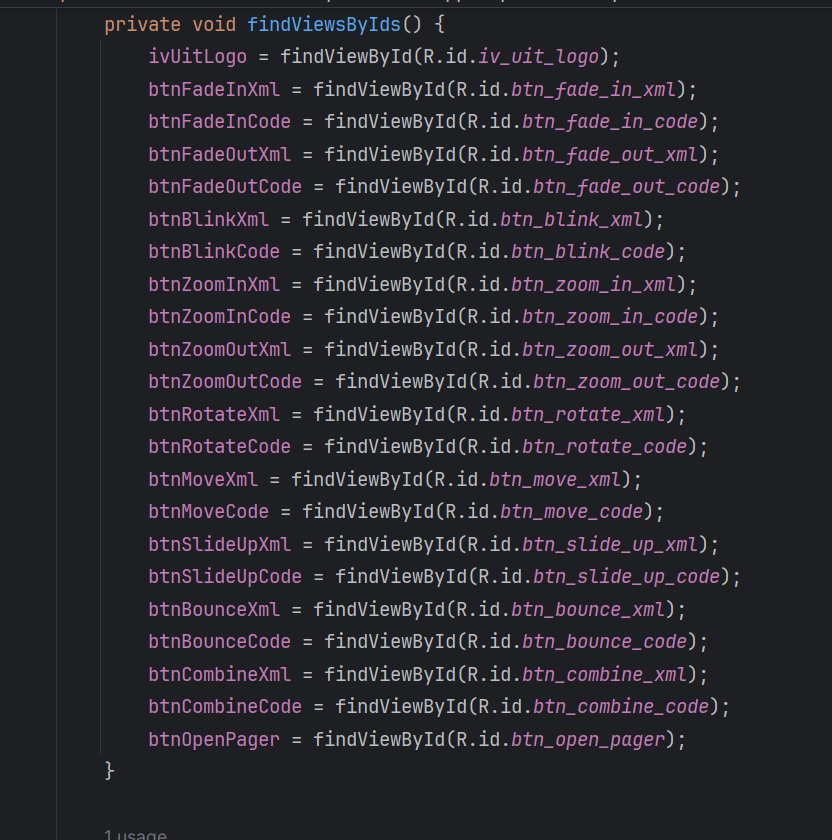 private void findViewsByIds() {
ivUitLogo = findViewById(R.id.iv_uit_logo);
btnFadeInXml = findViewById(R.id.btn_fade_in_xml);
btnFadeInCode = findViewById(R.id.btn_fade_in_code);
btnFadeOutXml = findViewById(R.id.btn_fade_out_xml);
btnFadeOutCode = findViewById(R.id.btn_fade_out_code);
btnBlinkXml = findViewById(R.id.btn_blink_xml);
btnBlinkCode = findViewById(R.id.btn_blink_code);
btnZoomInXml = findViewById(R.id.btn_zoom_in_xml);
btnZoomInCode = findViewById(R.id.btn_zoom_in_code);
btnZoomOutXml = findViewById(R.id.btn_zoom_out_xml);
btnZoomOutCode = findViewById(R.id.btn_zoom_out_code);
btnRotateXml = findViewById(R.id.btn_rotate_xml);
btnRotateCode = findViewById(R.id.btn_rotate_code);
btnMoveXml = findViewById(R.id.btn_move_xml);
btnMoveCode = findViewById(R.id.btn_move_code);
btnSlideUpXml = findViewById(R.id.btn_slide_up_xml);
btnSlideUpCode = findViewById(R.id.btn_slide_up_code);
btnBounceXml = findViewById(R.id.btn_bounce_xml);
btnBounceCode = findViewById(R.id.btn_bounce_code);
btnCombineXml = findViewById(R.id.btn_combine_xml);
btnCombineCode = findViewById(R.id.btn_combine_code);
btnOpenPager = findViewById(R.id.btn_open_pager);
}
1 usage